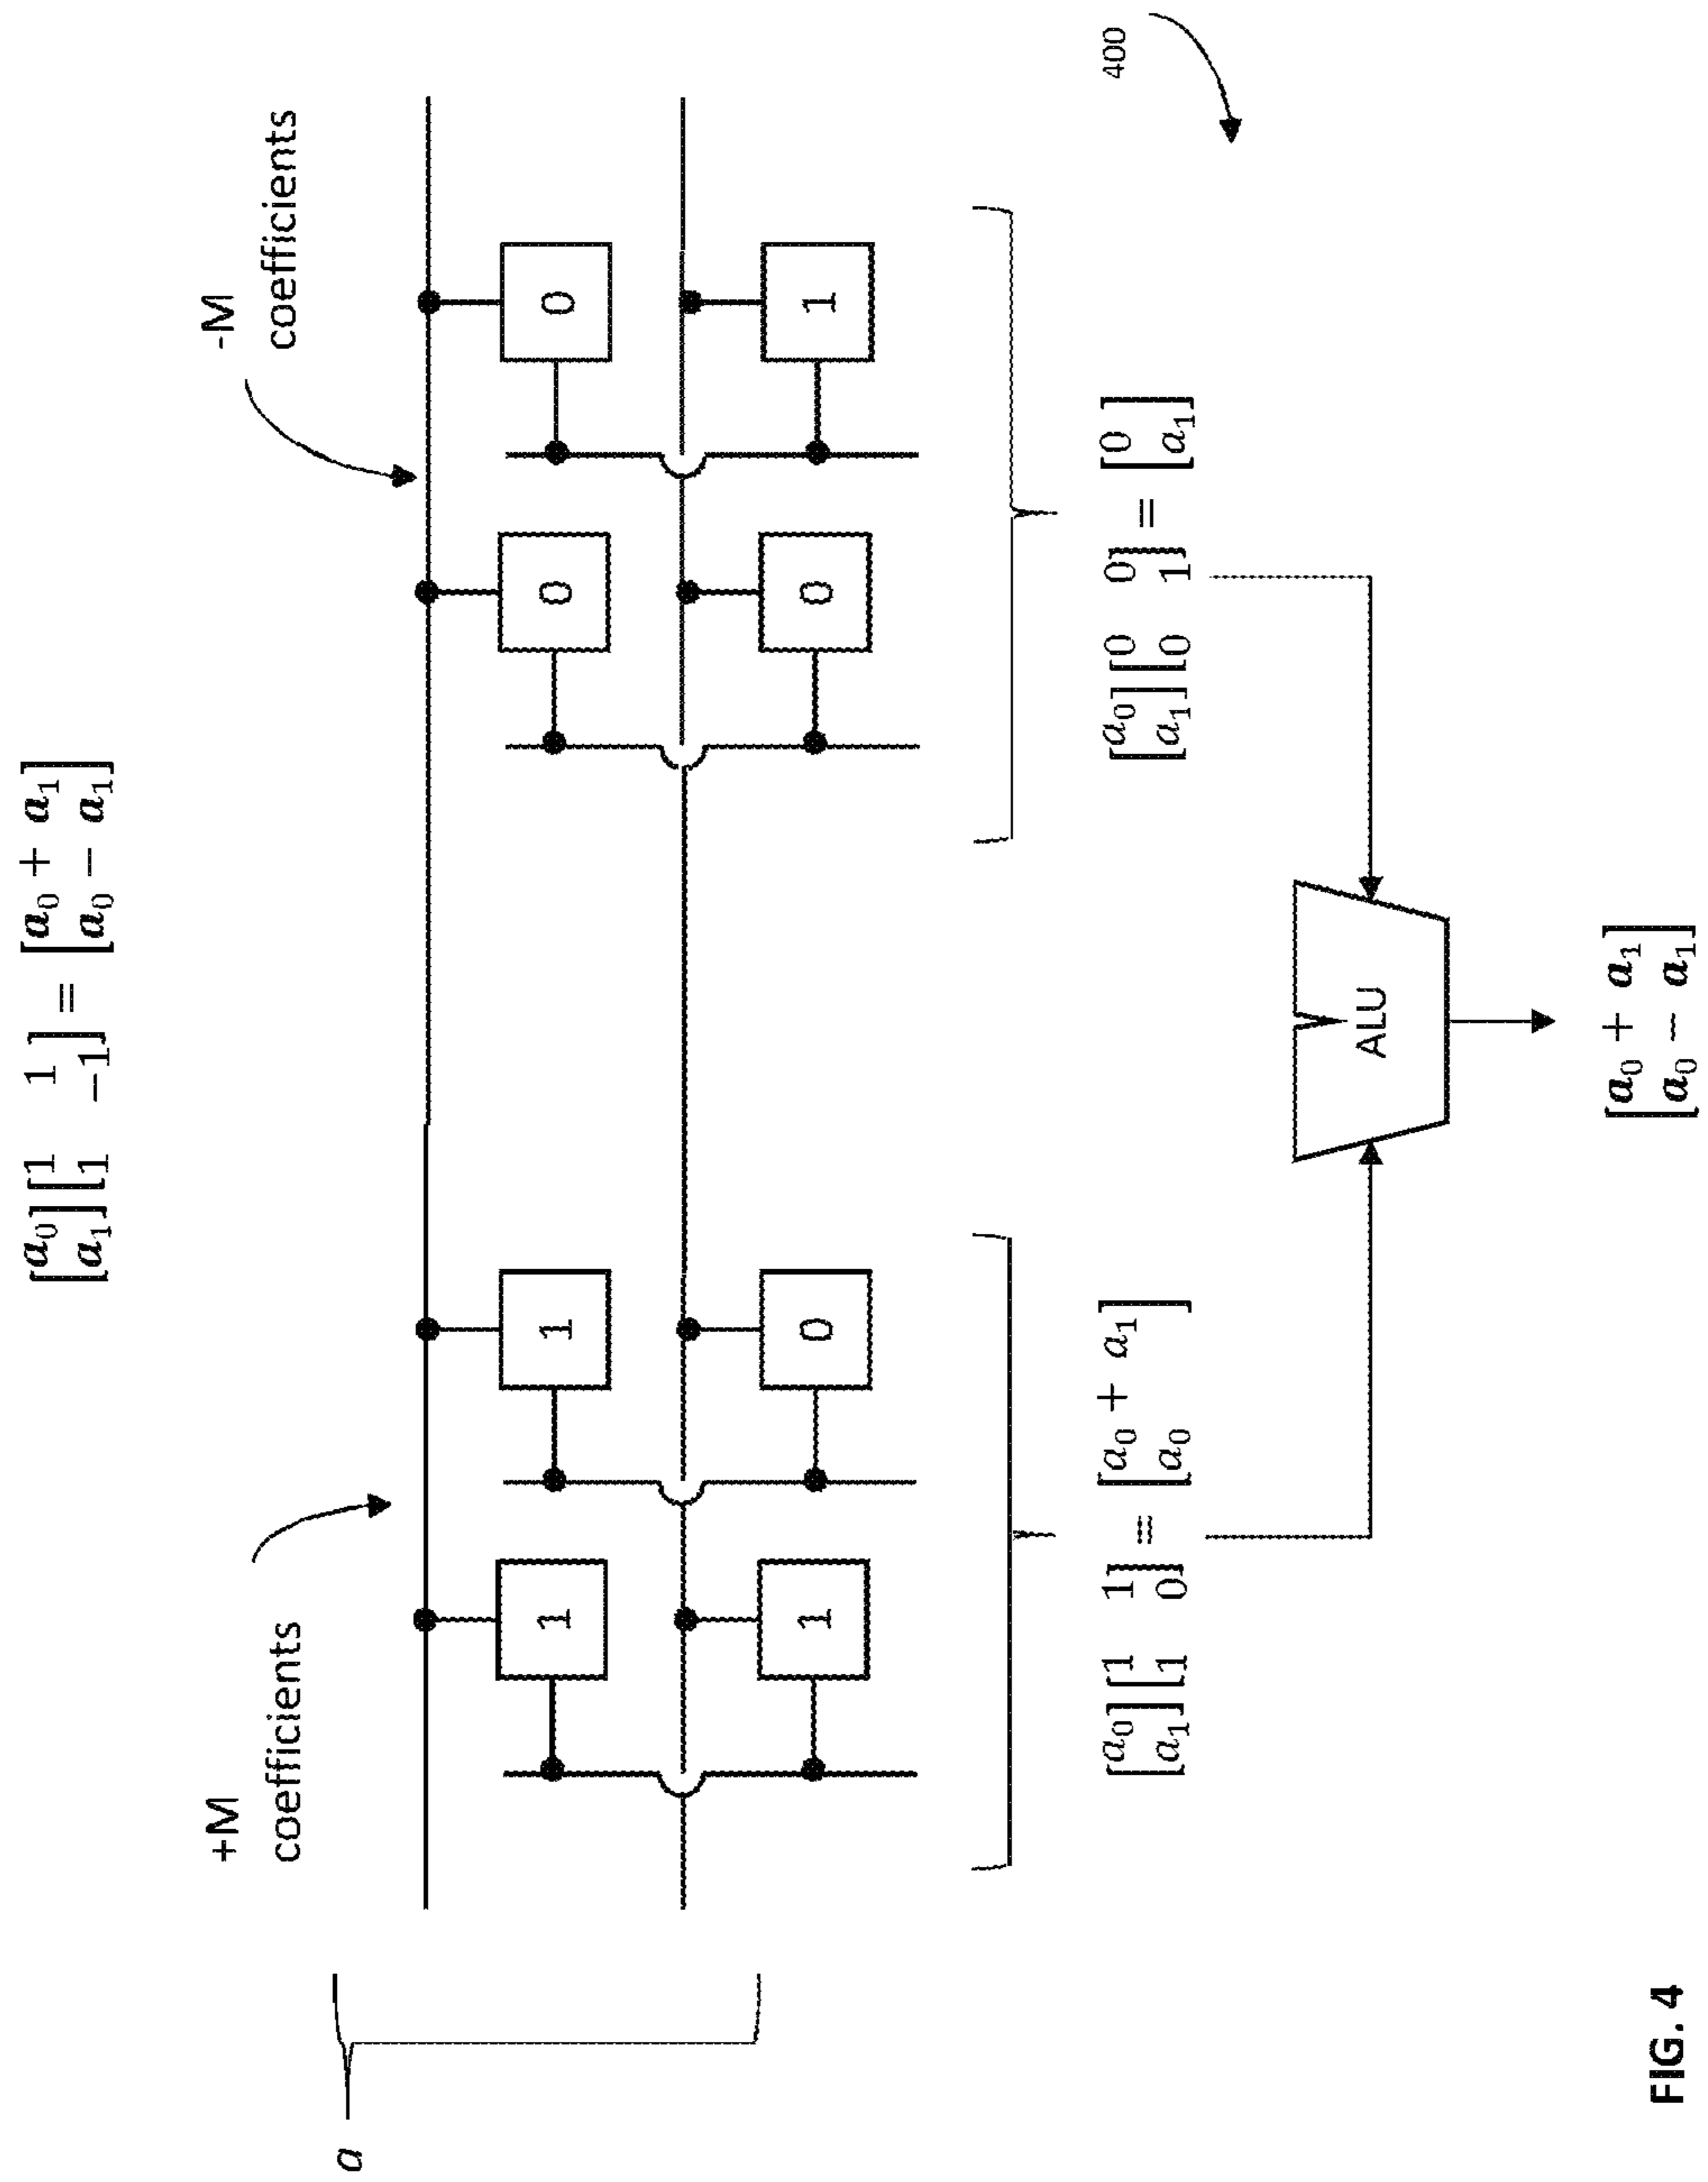 [a₀ a₁] [1 1 1 −1] = [a₀ + a₁ a₀ − a₁]
+M
coefficients
-M
coefficients
a
1 1 0 0
1 0 0 1
[a₀ a₁] [1 1 1 0] = [a₀ + a₁ a₀]
[a₀ a₁] [0 0 0 1] = [0 a₁]
400
ALU
[a₀ + a₁ a₀ − a₁]
FIG. 4